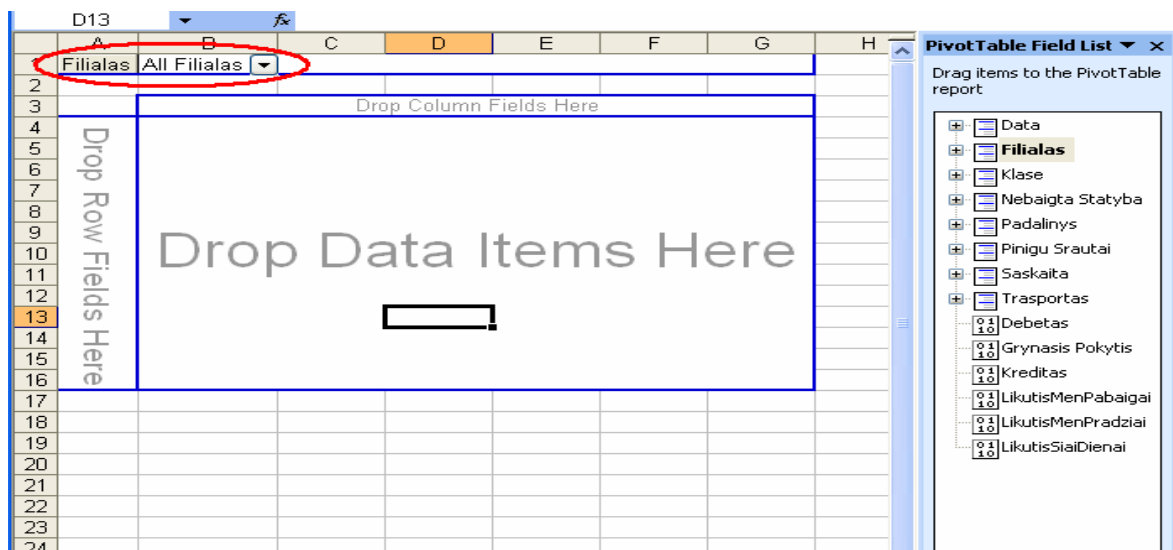 D13 fx
A B C D E F G H
1 Filialas All Filialas
2
3 Drop Column Fields Here
4
5
6
7
8
9
10
11
12
13
14
15
16
17
18
19
20
21
22
23
24
Drop Row Fields Here
Drop Data Items Here
PivotTable Field List
Drag items to the PivotTable
report
Data
Filialas
Klase
Nebaigta Statyba
Padalinys
Pinigu Srautai
Saskaita
Trasportas
Debetas
Grynasis Pokytis
Kreditas
LikutisMenPabaigai
LikutisMenPradziai
LikutisSiaiDienai